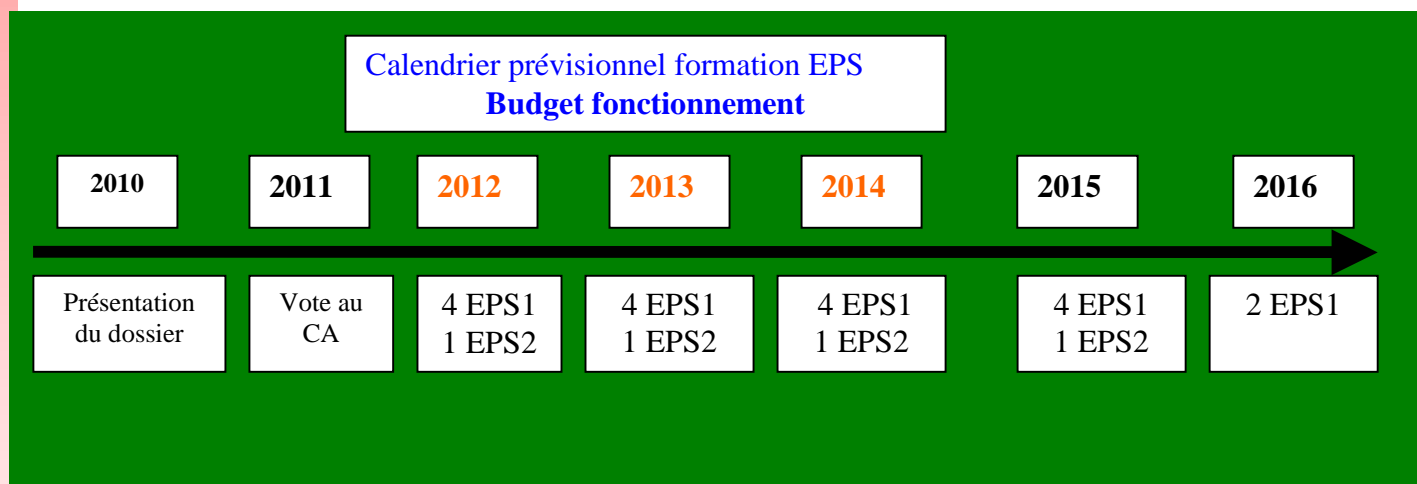 Calendrier prévisionnel formation EPS
Budget fonctionnement
2010
2011
2012
2013
2014
2015
2016
Présentation
du dossier
Vote au
CA
4 EPS1
1 EPS2
4 EPS1
1 EPS2
4 EPS1
1 EPS2
4 EPS1
1 EPS2
2 EPS1